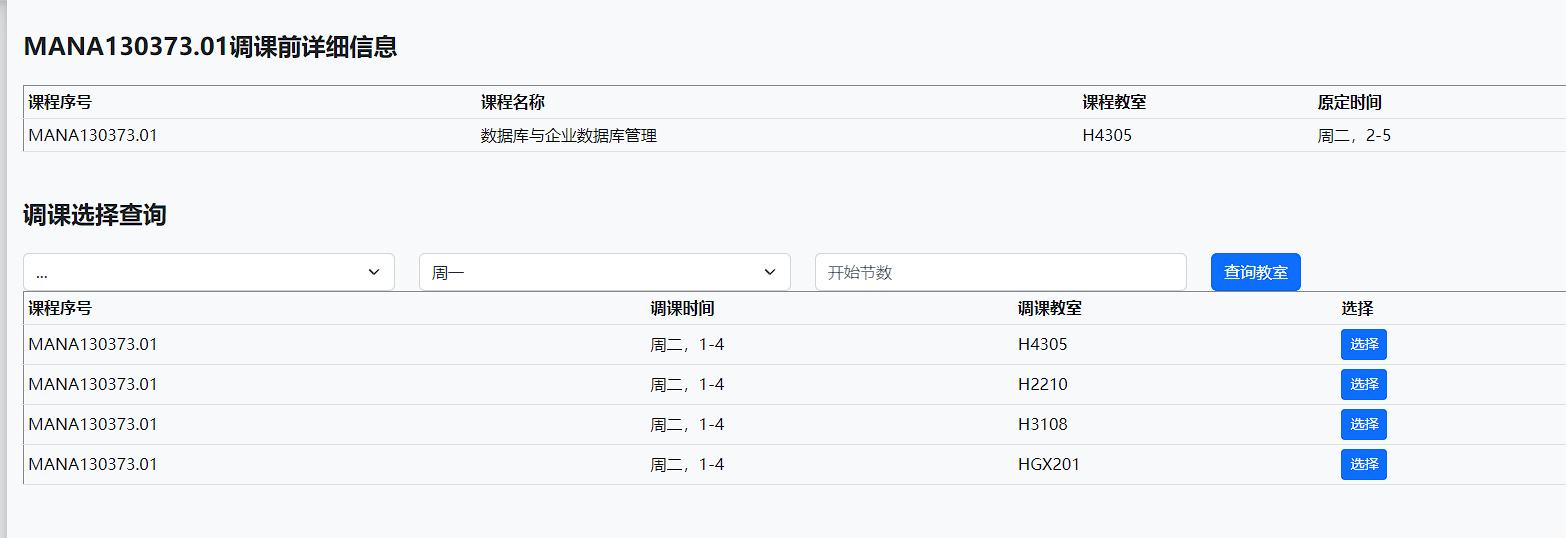 MANA130373.01调课前详细信息
课程序号 课程名称 课程教室 原定时间
MANA130373.01 数据库与企业数据库管理 H4305 周二，2-5
调课选择查询
... 周一 开始节数 查询教室
课程序号 调课时间 调课教室 选择
MANA130373.01 周二，1-4 H4305 选择
MANA130373.01 周二，1-4 H2210 选择
MANA130373.01 周二，1-4 H3108 选择
MANA130373.01 周二，1-4 HGX201 选择